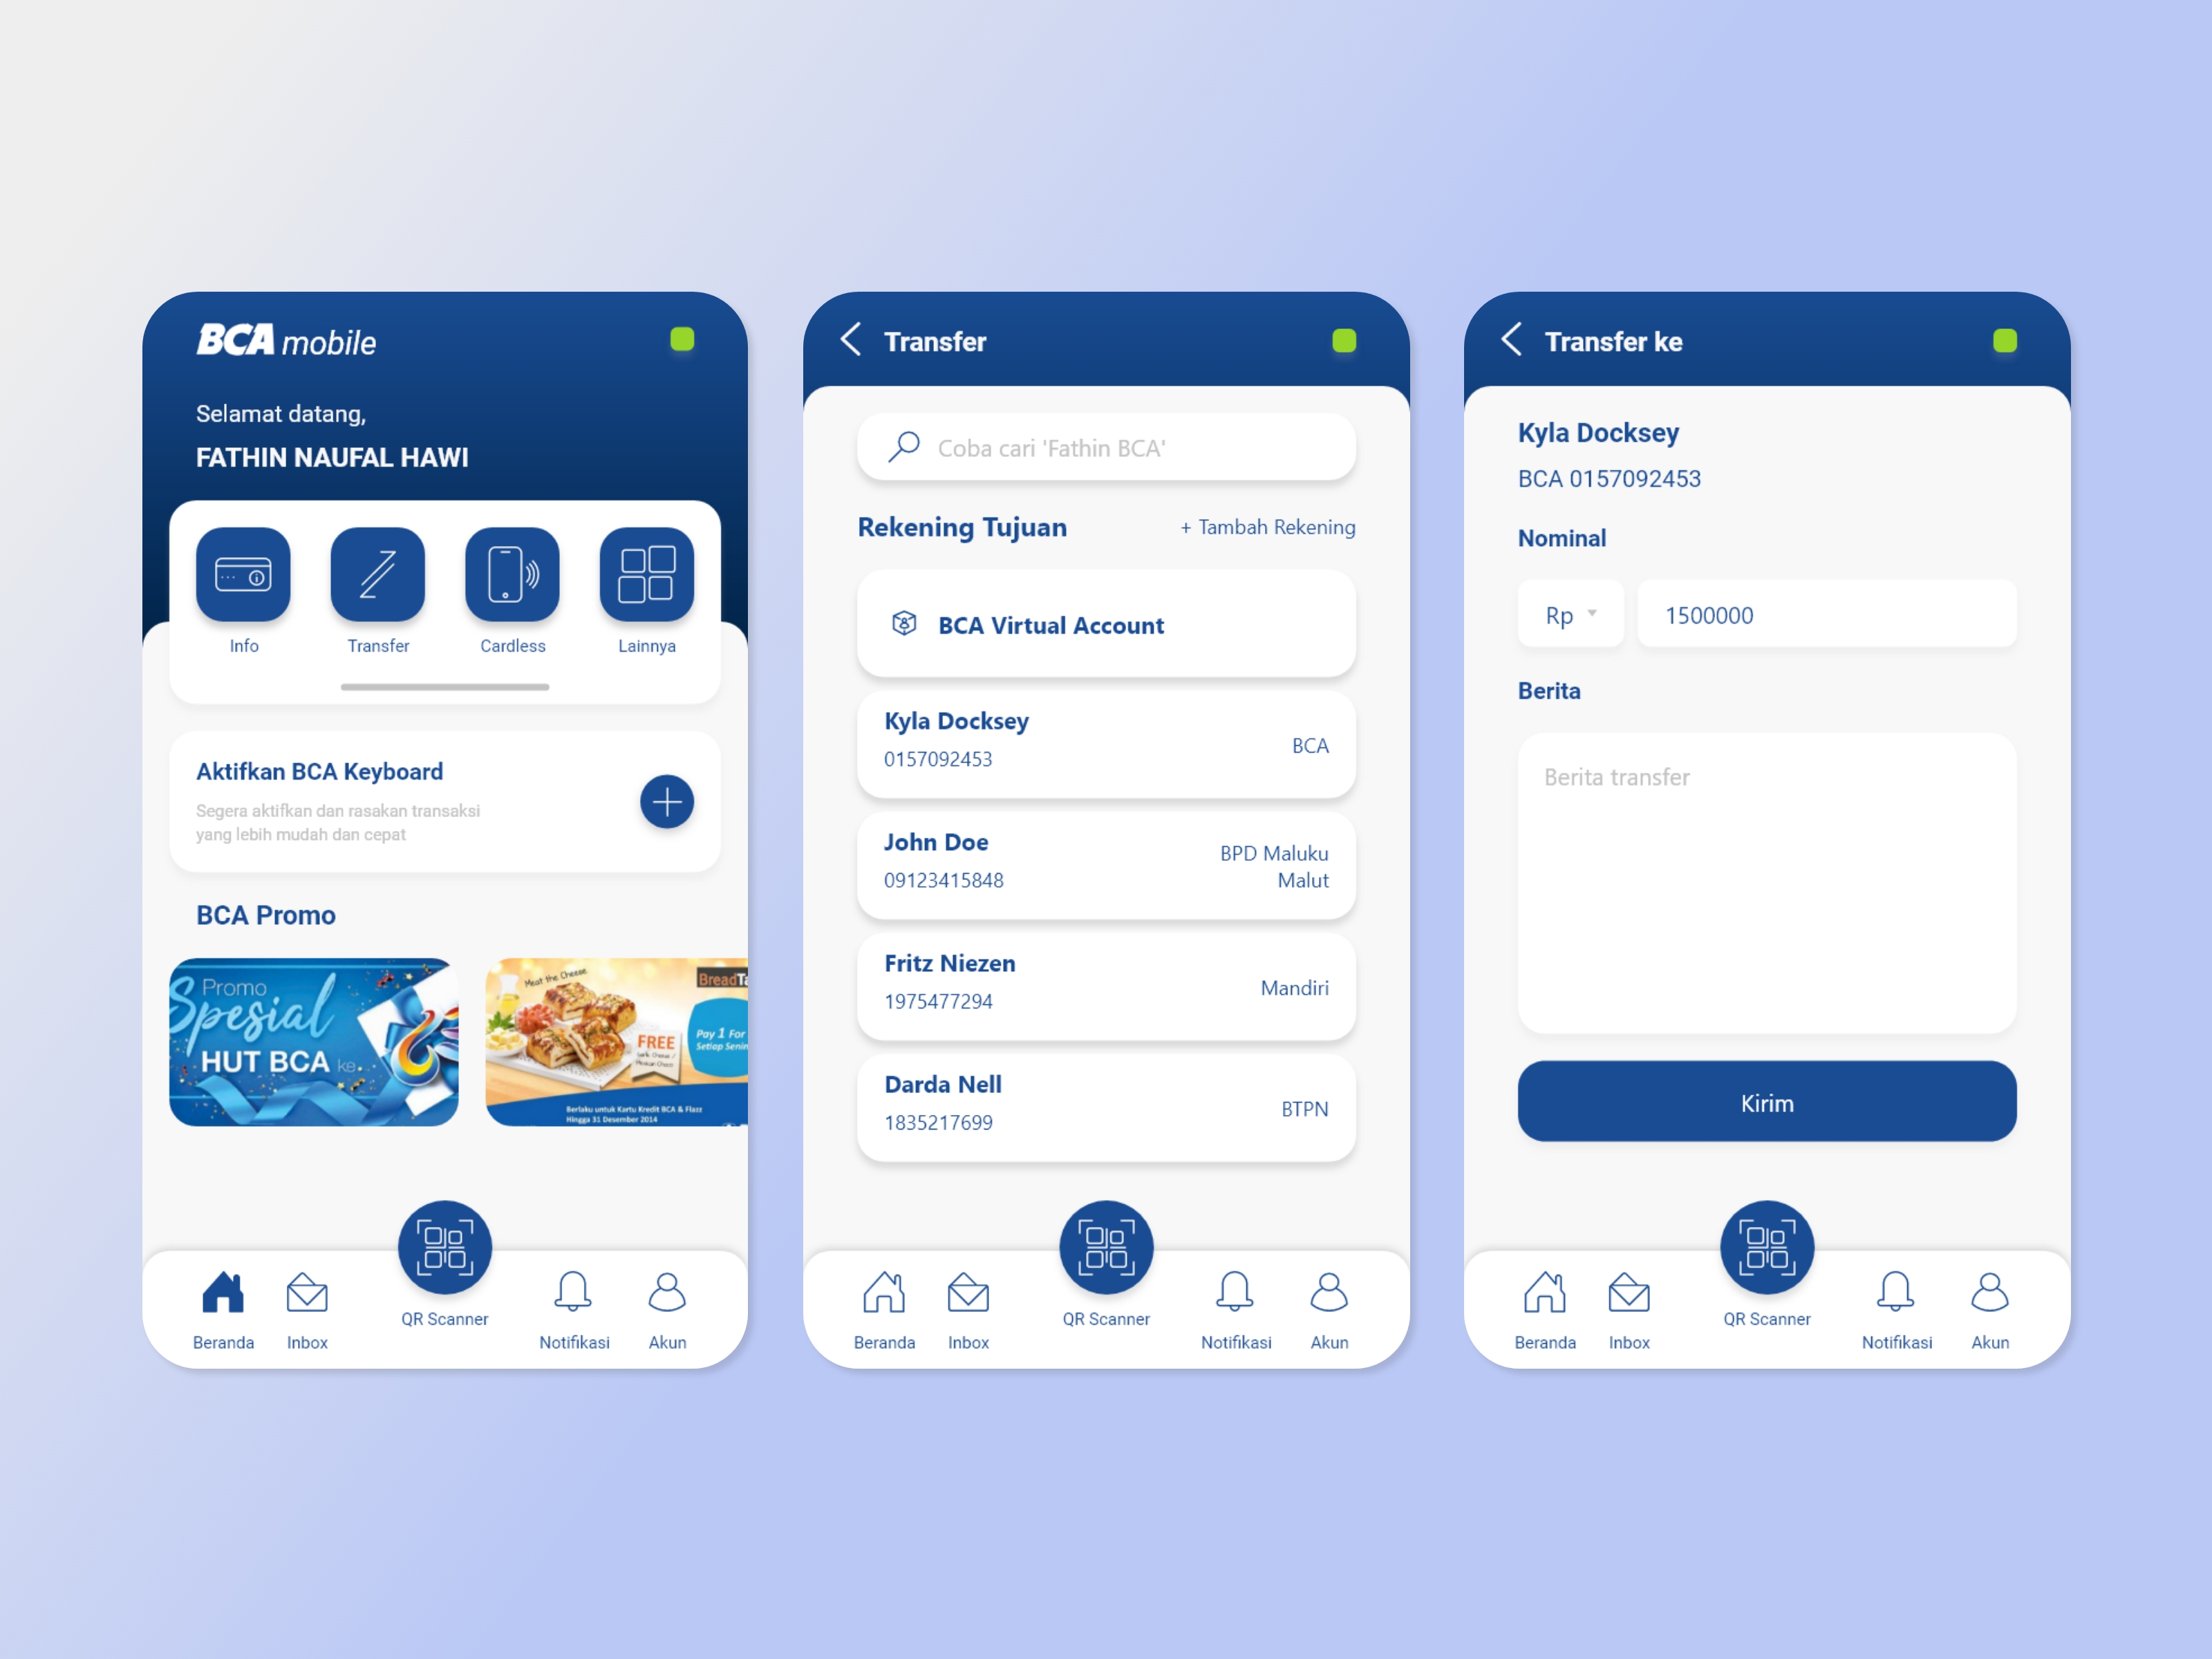 BCA mobile
Selamat datang,
FATHIN NAUFAL HAWI
Info
Transfer
Cardless
Lainnya
Aktifkan BCA Keyboard
Segera aktifkan dan rasakan transaksi
yang lebih mudah dan cepat
BCA Promo
Promo
Spesial
HUT BCA ke
Meat the Cheese
BreadTa
FREE
Pay 1 For
Setiap Senin
Berlaku untuk Kartu Kredit BCA & Flazz
Hingga 31 Desember 2014
Beranda
Inbox
QR Scanner
Notifikasi
Akun
Transfer
Coba cari 'Fathin BCA'
Rekening Tujuan
+ Tambah Rekening
BCA Virtual Account
Kyla Docksey
0157092453
BCA
John Doe
09123415848
BPD Maluku
Malut
Fritz Niezen
1975477294
Mandiri
Darda Nell
1835217699
BTPN
Beranda
Inbox
QR Scanner
Notifikasi
Akun
Transfer ke
Kyla Docksey
BCA 0157092453
Nominal
Rp
1500000
Berita
Berita transfer
Kirim
Beranda
Inbox
QR Scanner
Notifikasi
Akun